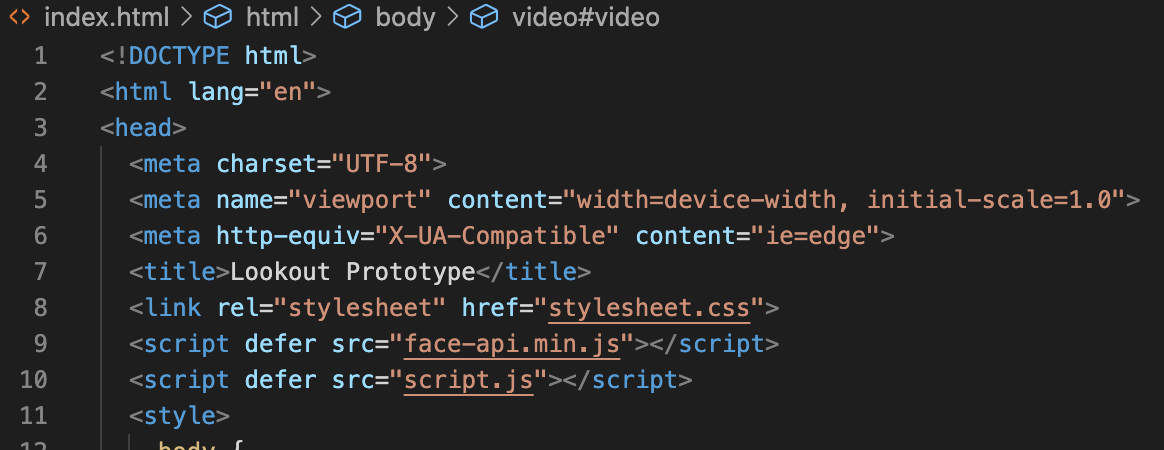 index.html > html > body > video#video
1 <!DOCTYPE html>
2 <html lang="en">
3 <head>
4 <meta charset="UTF-8">
5 <meta name="viewport" content="width=device-width, initial-scale=1.0">
6 <meta http-equiv="X-UA-Compatible" content="ie=edge">
7 <title>Lookout Prototype</title>
8 <link rel="stylesheet" href="stylesheet.css">
9 <script defer src="face-api.min.js"></script>
10 <script defer src="script.js"></script>
11 <style>
12 body {